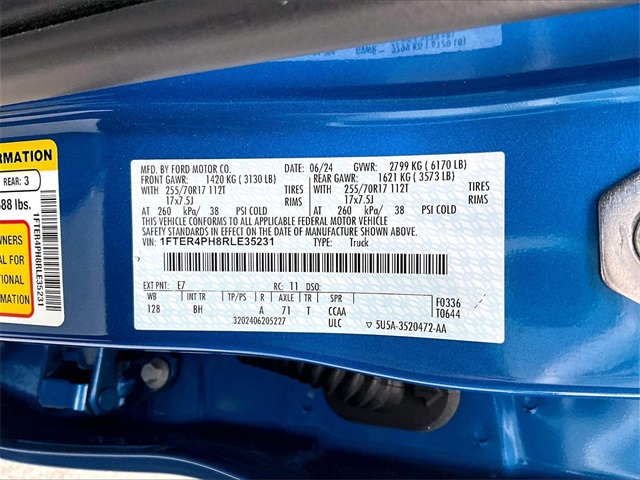 GVWR: 2799 KG ( 6170 LB)
RMATION
REAR: 3
88 lbs.
WNERS
FOR
TIONAL
RMATION
1FTER4PH8RLE35231
MFD. BY FORD MOTOR CO. DATE: 06/24 GVWR: 2799 KG ( 6170 LB)
FRONT GAWR: 1420 KG ( 3130 LB) REAR GAWR: 1621 KG ( 3573 LB)
WITH 255/70R17 112T TIRES WITH 255/70R17 112T TIRES
17x7.5J RIMS 17x7.5J RIMS
AT 260 kPa/ 38 PSI COLD AT 260 kPa/ 38 PSI COLD
THIS VEHICLE CONFORMS TO ALL APPLICABLE FEDERAL MOTOR VEHICLE
SAFETY STANDARDS IN EFFECT ON THE DATE OF MANUFACTURE SHOWN ABOVE.
VIN: 1FTER4PH8RLE35231 TYPE: Truck
EXT PNT: E7 RC: 11 DSO:
WB INT TR TP/PS R AXLE TR SPR
128 BH A 71 T CCAA
F0336
T0644
3202406205227 ULC ▽ 5U5A-3520472-AA